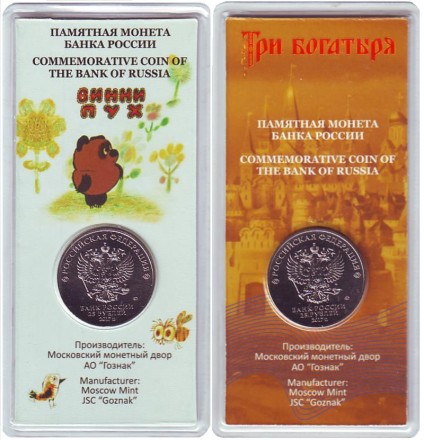 ПАМЯТНАЯ МОНЕТА
БАНКА РОССИИ
COMMEMORATIVE COIN OF
THE BANK OF RUSSIA
ВИННИ
ПУХ
РОССИЙСКАЯ ФЕДЕРАЦИЯ
БАНК РОССИИ
25 РУБЛЕЙ
2017 г.
Производитель:
Московский монетный двор
АО "Гознак"
Manufacturer:
Moscow Mint
JSC "Goznak"
Три богатыря
ПАМЯТНАЯ МОНЕТА
БАНКА РОССИИ
COMMEMORATIVE COIN OF
THE BANK OF RUSSIA
РОССИЙСКАЯ ФЕДЕРАЦИЯ
БАНК РОССИИ
25 РУБЛЕЙ
2017 г.
Производитель:
Московский монетный двор
АО "Гознак"
Manufacturer:
Moscow Mint
JSC "Goznak"